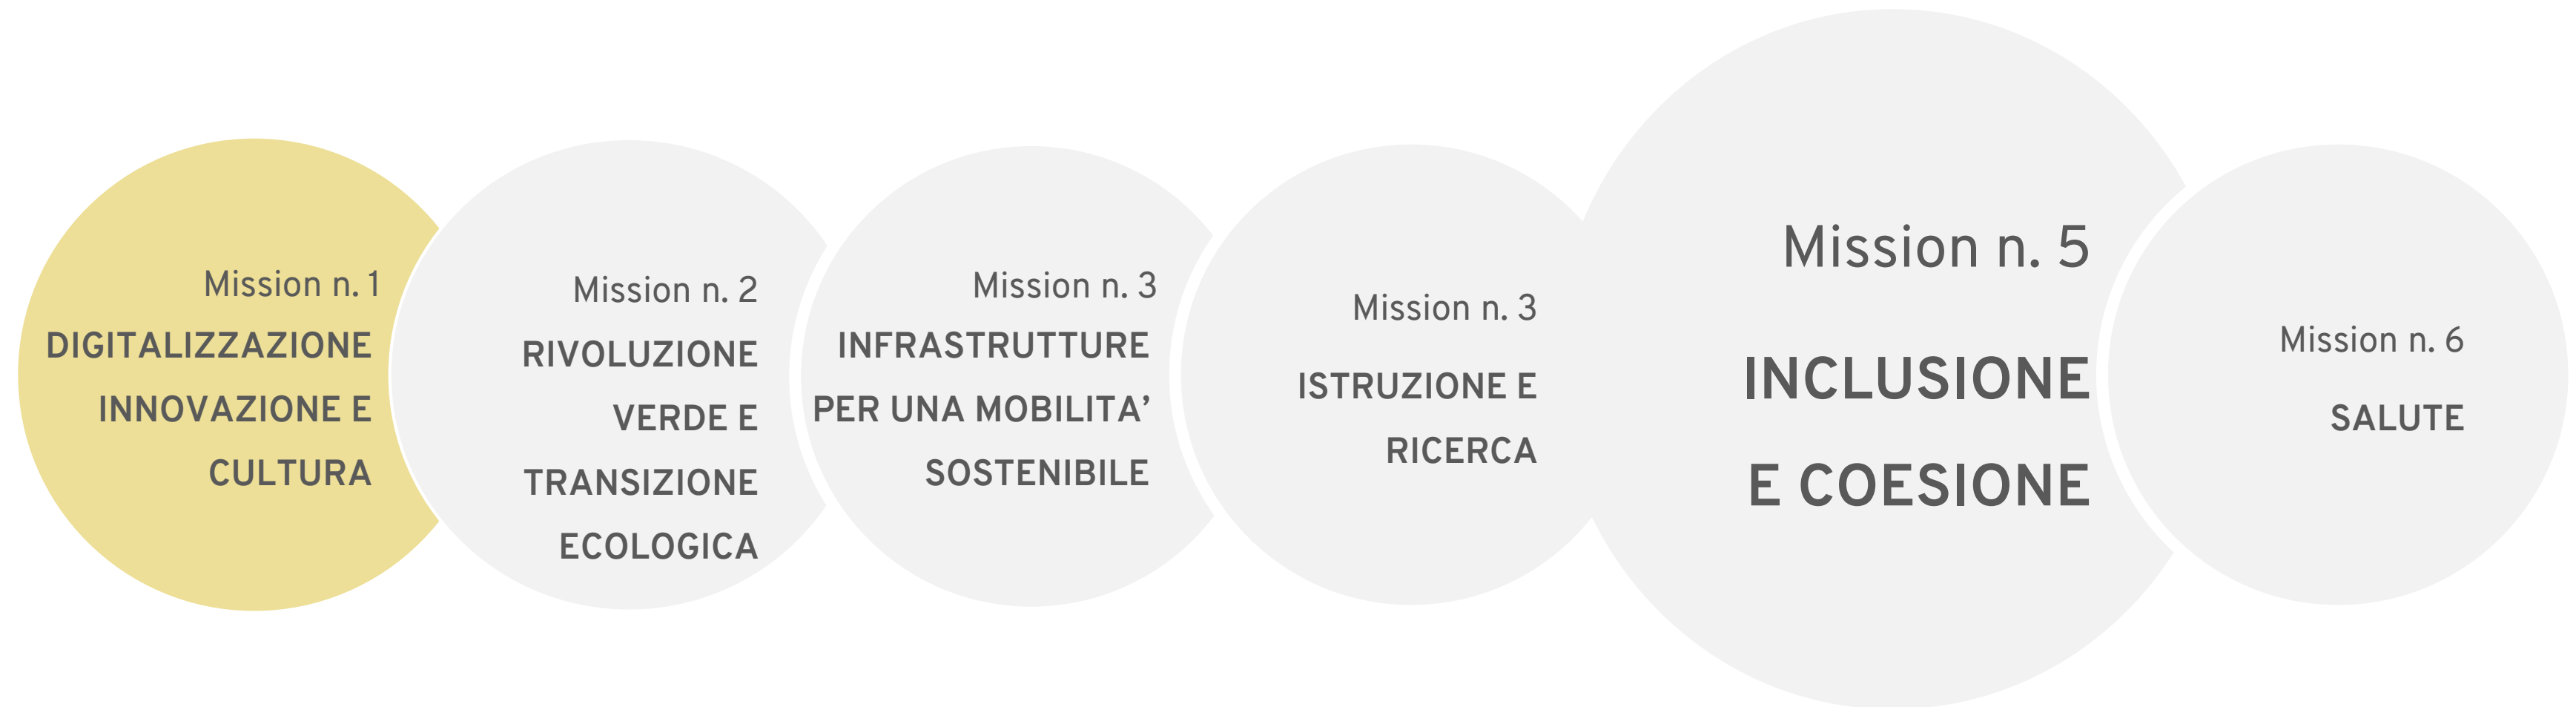 Mission n. 1
DIGITALIZZAZIONE
INNOVAZIONE E
CULTURA
Mission n. 2
RIVOLUZIONE
VERDE E
TRANSIZIONE
ECOLOGICA
Mission n. 3
INFRASTRUTTURE
PER UNA MOBILITA’
SOSTENIBILE
Mission n. 3
ISTRUZIONE E
RICERCA
Mission n. 5
INCLUSIONE
E COESIONE
Mission n. 6
SALUTE